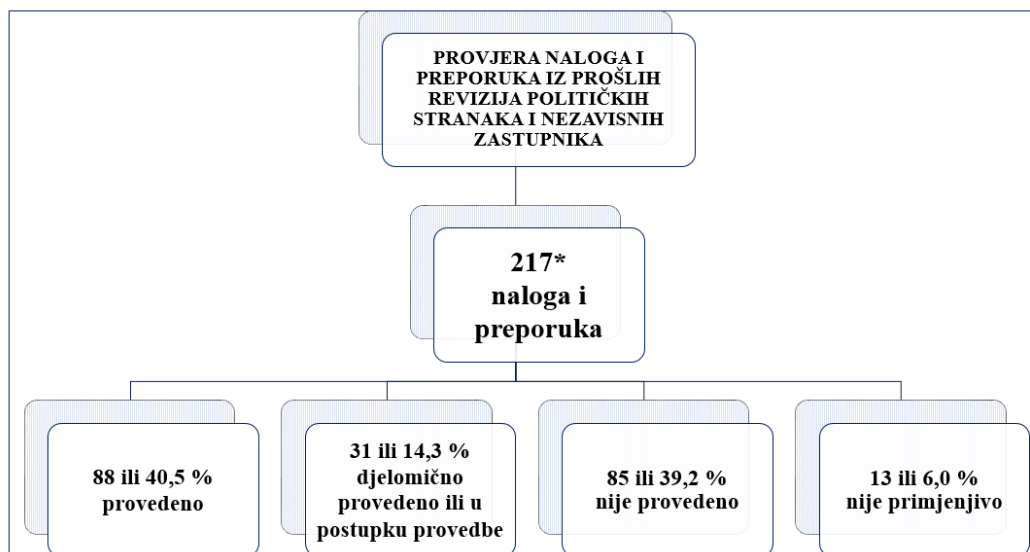 PROVJERA NALOGA I
PREPORUKA IZ PROŠLIH
REVIZIJA POLITIČKIH
STRANAKA I NEZAVISNIH
ZASTUPNIKA
217*
naloga i
preporuka
88 ili 40,5 %
provedeno
31 ili 14,3 %
djelomično
provedeno ili u
postupku provedbe
85 ili 39,2 %
nije provedeno
13 ili 6,0 %
nije primjenjivo